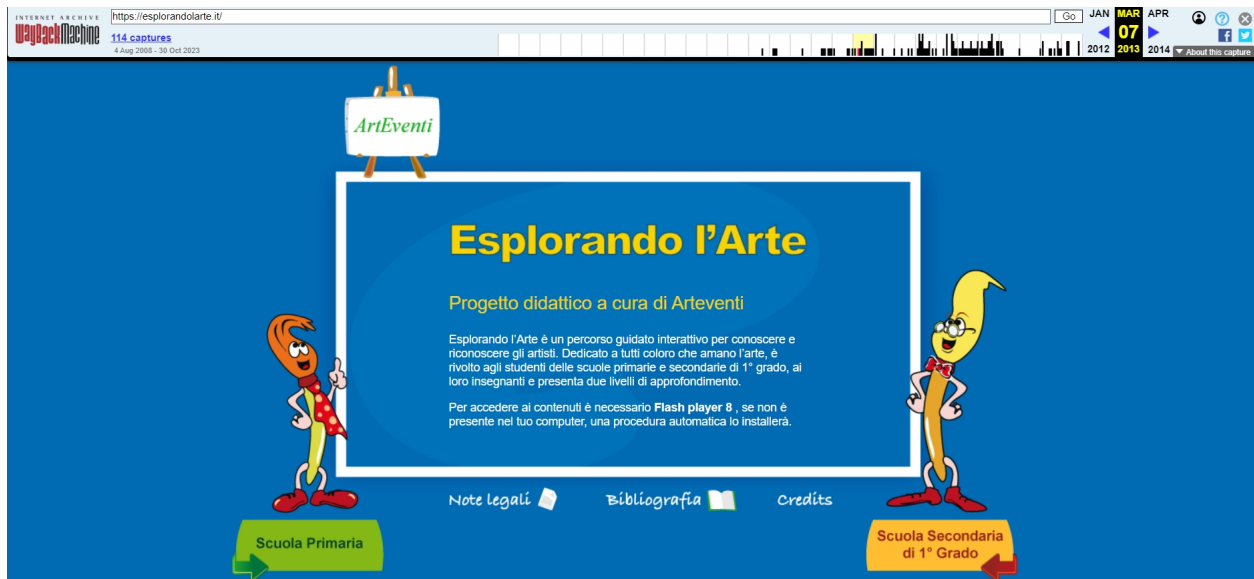 INTERNET ARCHIVE
WayBackMachine
https://esplorandolarte.it/
Go
114 captures
4 Aug 2008 - 30 Oct 2023
JAN MAR APR
07
2012 2013 2014
About this capture
ArtEventi
Esplorando l'Arte
Progetto didattico a cura di Arteventi
Esplorando l'Arte è un percorso guidato interattivo per conoscere e
riconoscere gli artisti. Dedicato a tutti coloro che amano l'arte, è
rivolto agli studenti delle scuole primarie e secondarie di 1° grado, ai
loro insegnanti e presenta due livelli di approfondimento.
Per accedere ai contenuti è necessario Flash player 8 , se non è
presente nel tuo computer, una procedura automatica lo installerà.
Note legali
Bibliografia
Credits
Scuola Primaria
Scuola Secondaria
di 1° Grado